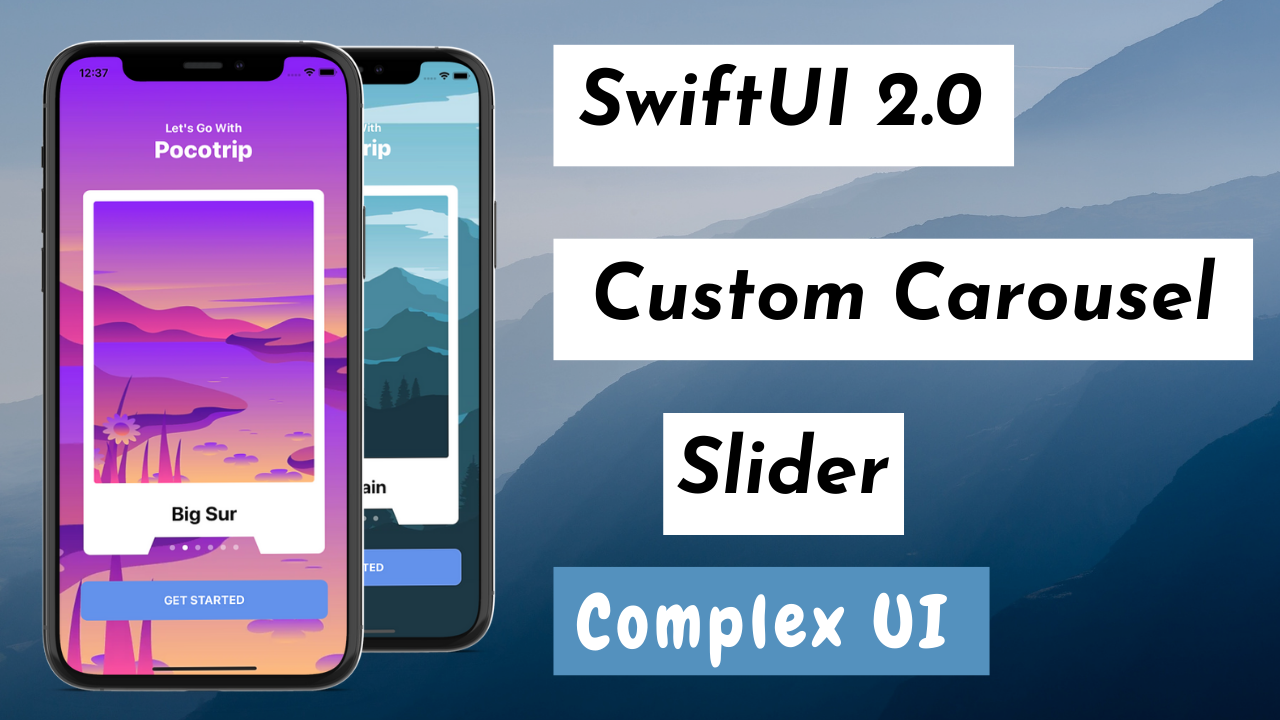 12:37
Let's Go With
Pocotrip
Big Sur
GET STARTED
With
rip
ain
TED
SwiftUI 2.0
Custom Carousel
Slider
Complex UI